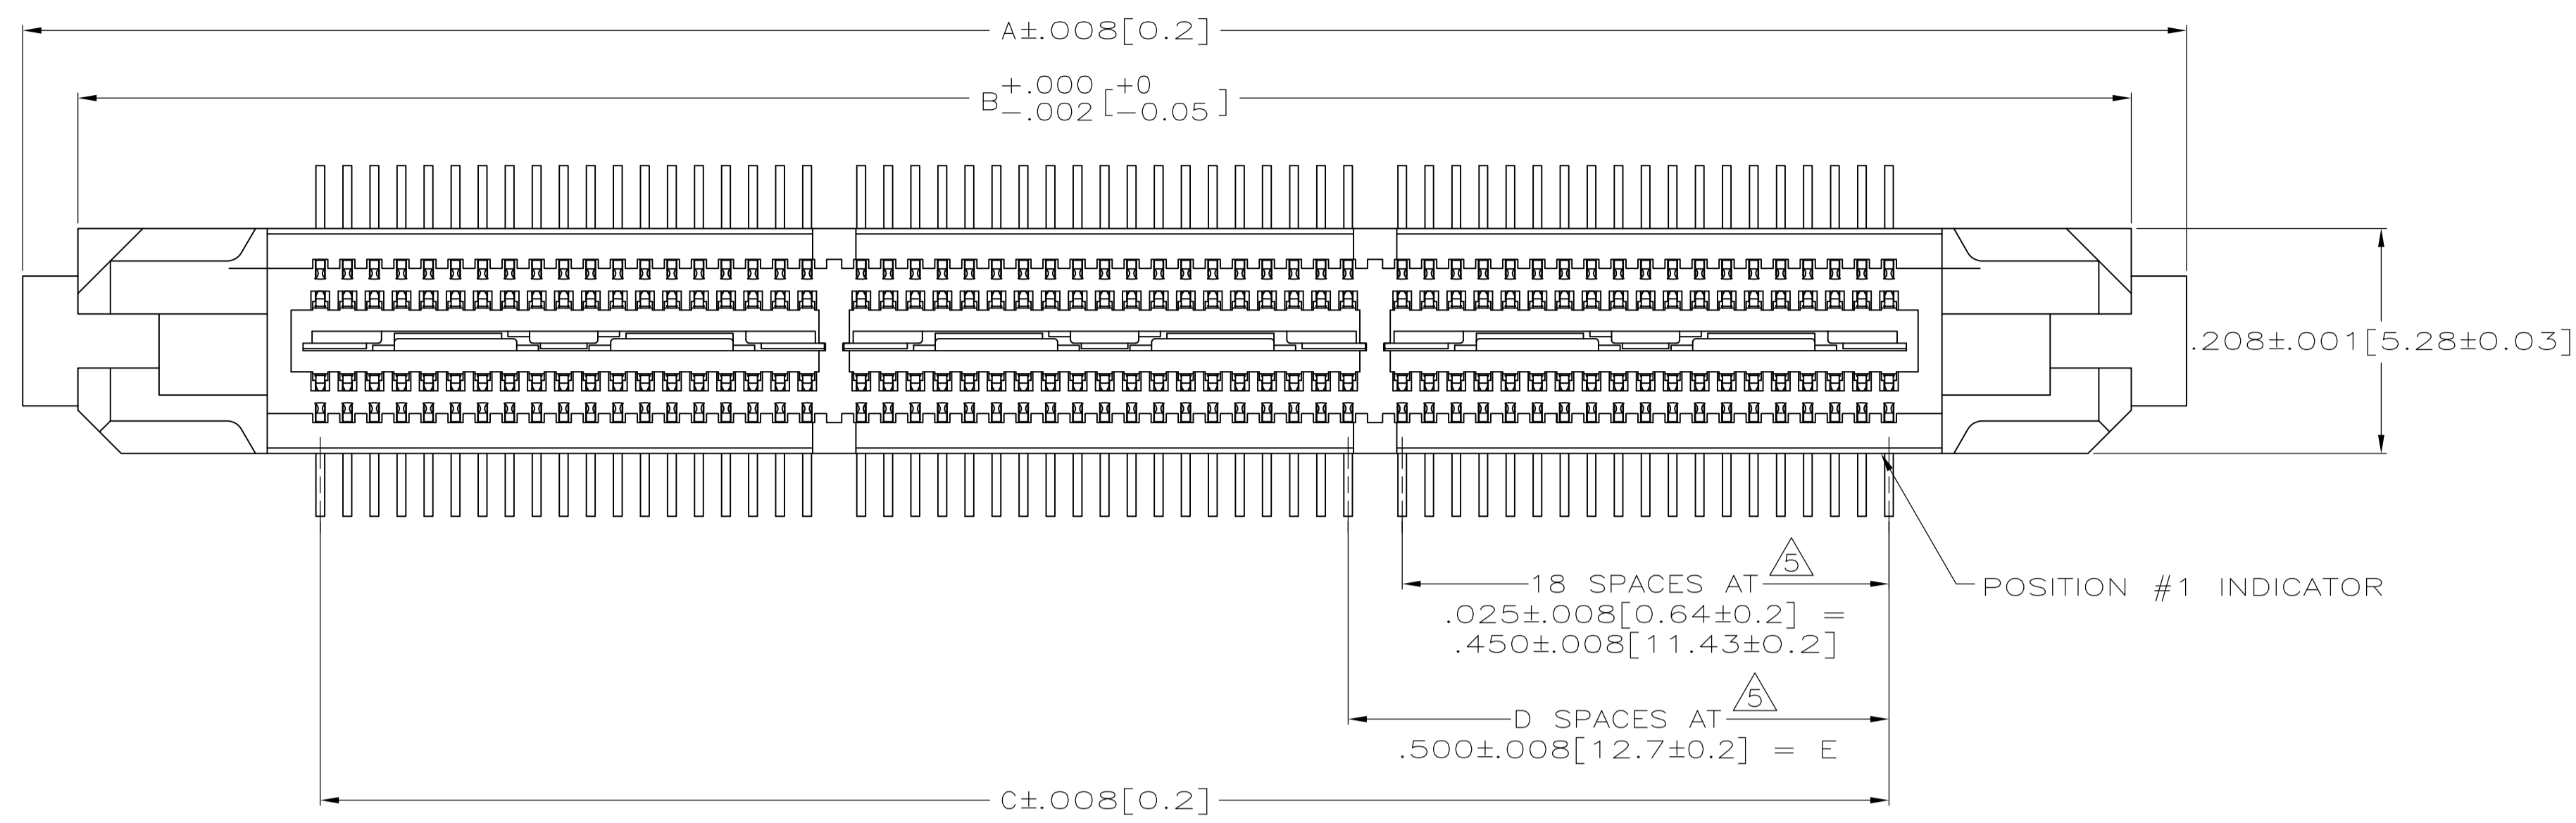 A±.008[0.2]
B +.000 -.002 [+0 -0.05]
.208±.001[5.28±0.03]
5
18 SPACES AT
.025±.008[0.64±0.2] =
.450±.008[11.43±0.2]
POSITION #1 INDICATOR
5
D SPACES AT
.500±.008[12.7±0.2] = E
C±.008[0.2]